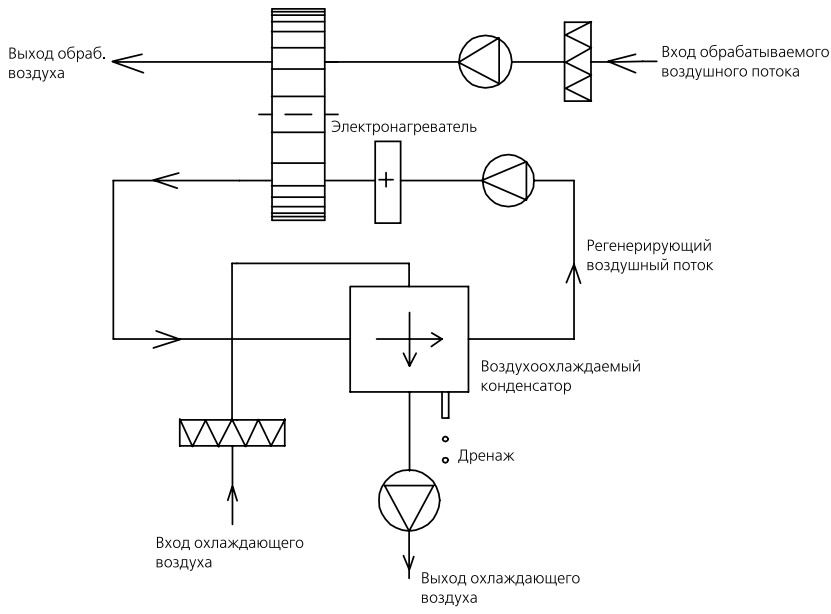 Выход обраб.
воздуха
Вход обрабатываемого
воздушного потока
Электронагреватель
Регенерирующий
воздушный поток
Воздухоохлаждаемый
конденсатор
Дренаж
Вход охлаждающего
воздуха
Выход охлаждающего
воздуха